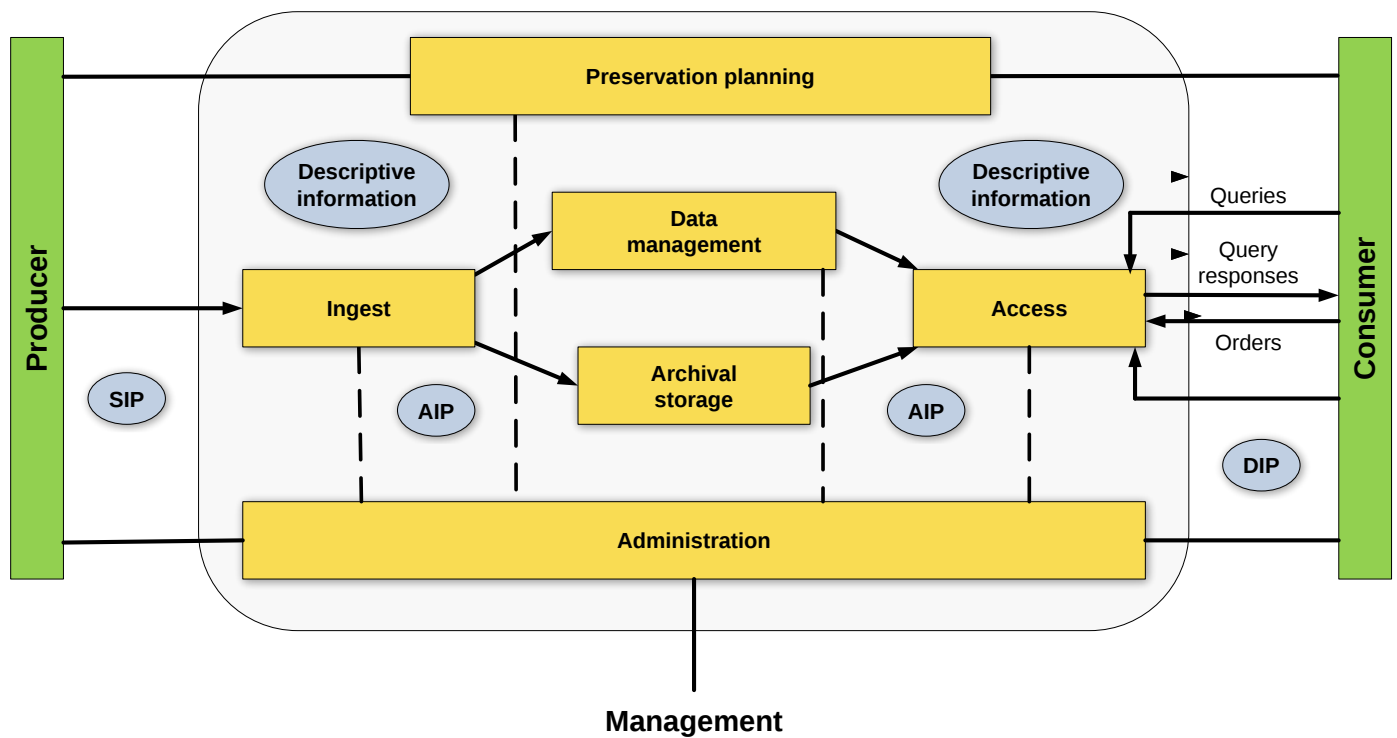 Preservation planning
Descriptive
information
Descriptive
information
Queries
Data
management
Query
responses
Producer
Ingest
Access
Consumer
Orders
SIP
AIP
Archival
storage
AIP
DIP
Administration
Management